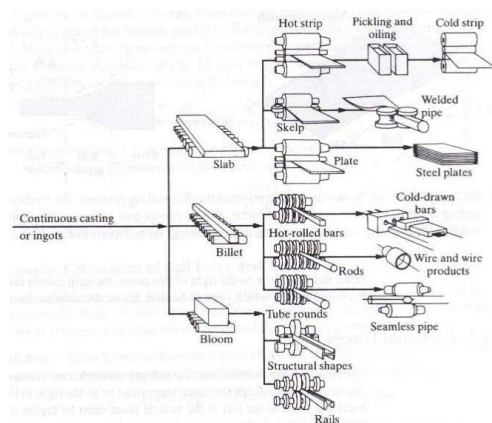 Hot strip
Pickling and
oiling
Cold strip
Skelp
Welded
pipe
Slab
Plate
Steel plates
Continuous casting
or ingots
Billet
Hot-rolled bars
Cold-drawn
bars
Rods
Wire and wire
products
Tube rounds
Seamless pipe
Bloom
Structural shapes
Rails